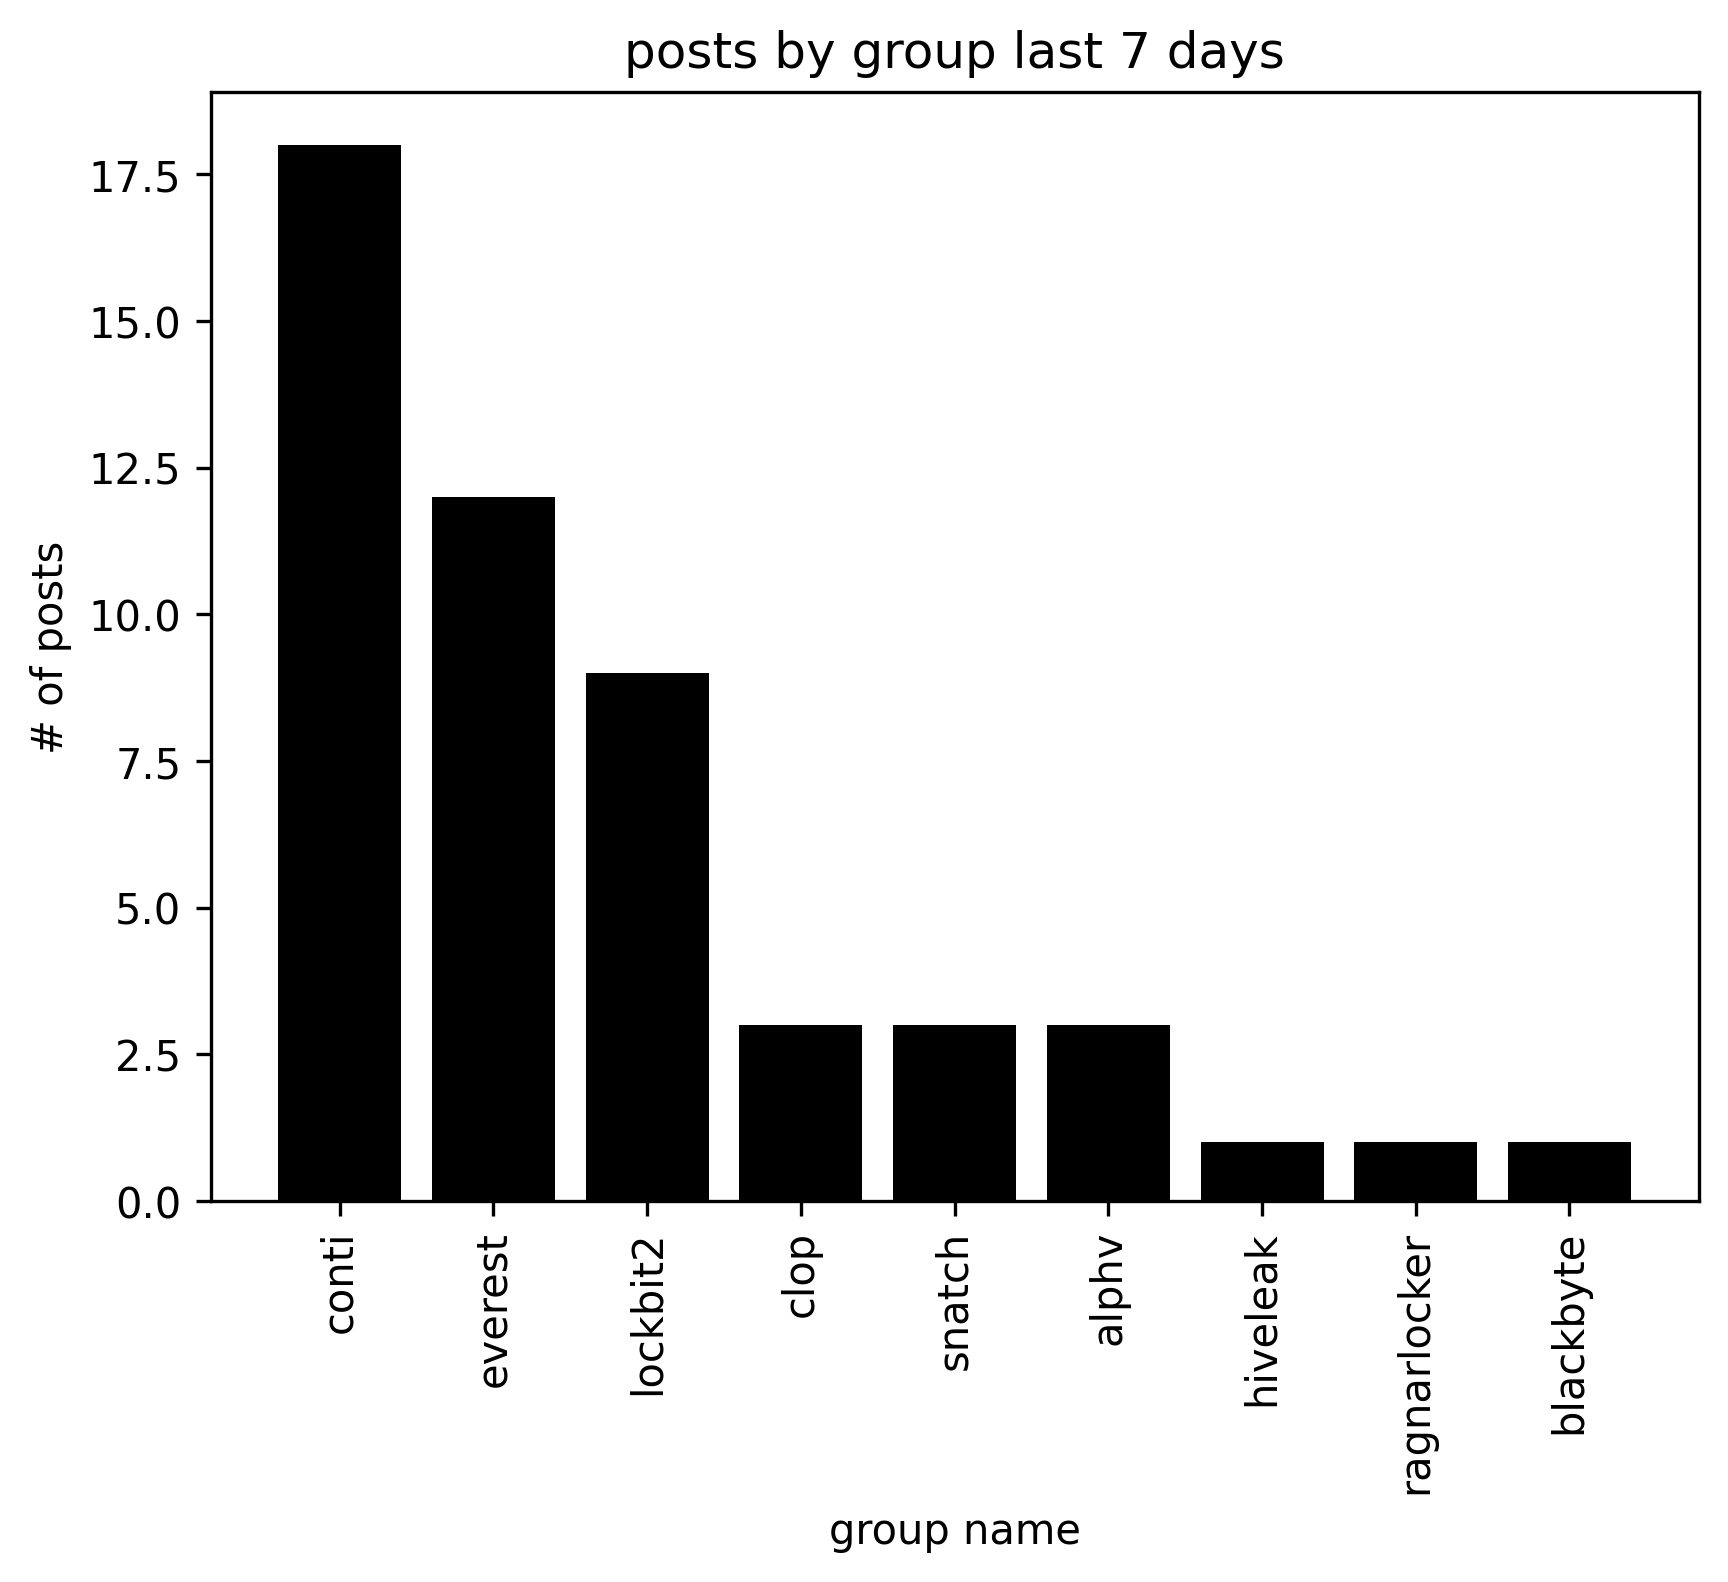 posts by group last 7 days
# of posts
17.5
15.0
12.5
10.0
7.5
5.0
2.5
0.0
conti
everest
lockbit2
clop
snatch
alphv
hiveleak
ragnarlocker
blackbyte
group name